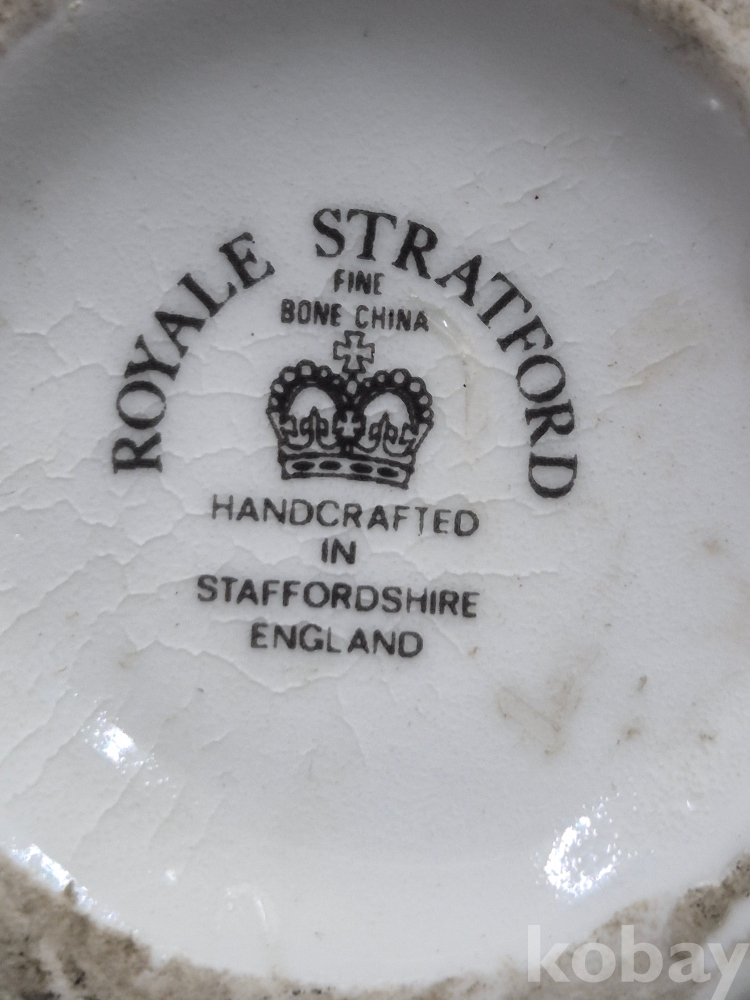 ROYALE STRATFORD
FINE
BONE CHINA
HANDCRAFTED
IN
STAFFORDSHIRE
ENGLAND
kobay